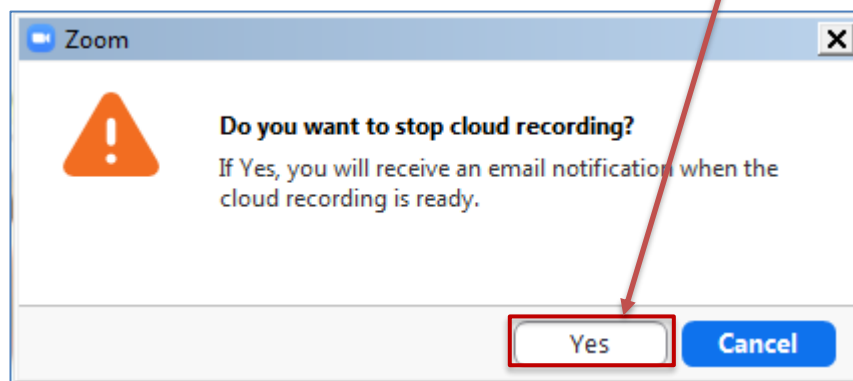 Zoom
Do you want to stop cloud recording?
If Yes, you will receive an email notification when the
cloud recording is ready.
Yes
Cancel